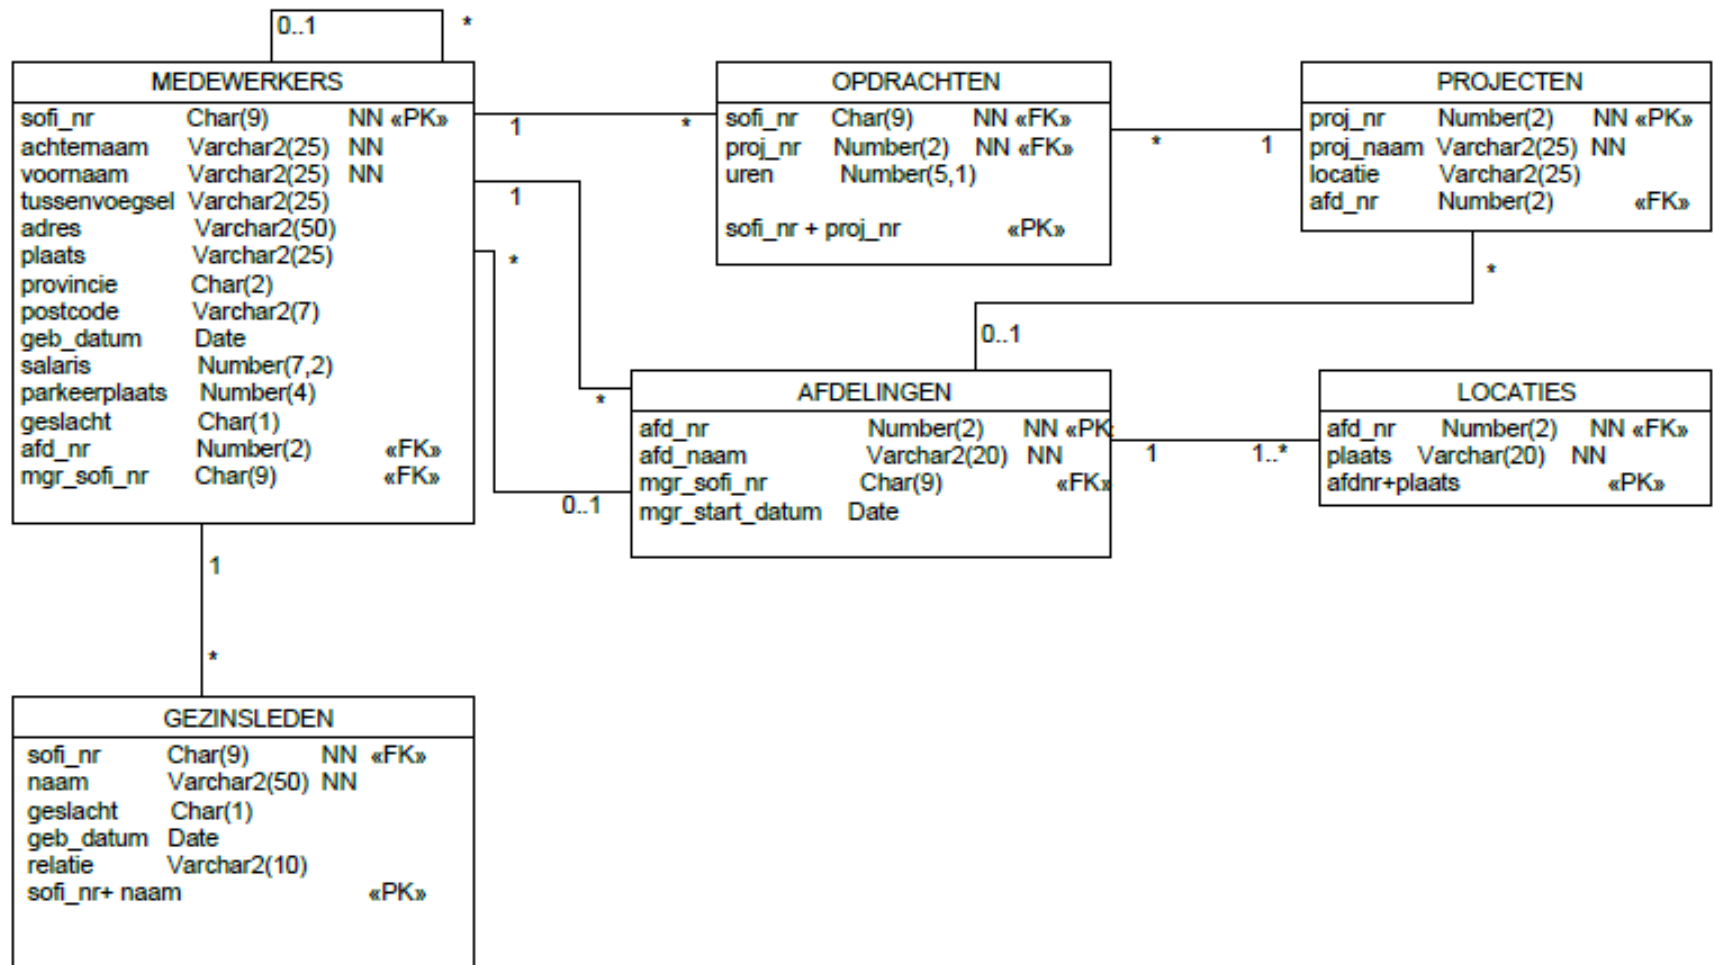 0..1 *
MEDEWERKERS
sofi_nr Char(9) NN «PK»
achternaam Varchar2(25) NN
voornaam Varchar2(25) NN
tussenvoegsel Varchar2(25)
adres Varchar2(50)
plaats Varchar2(25)
provincie Char(2)
postcode Varchar2(7)
geb_datum Date
salaris Number(7,2)
parkeerplaats Number(4)
geslacht Char(1)
afd_nr Number(2) «FK»
mgr_sofi_nr Char(9) «FK»
1 *
1
*
*
0..1
OPDRACHTEN
sofi_nr Char(9) NN «FK»
proj_nr Number(2) NN «FK»
uren Number(5,1)
sofi_nr + proj_nr «PK»
* 1
PROJECTEN
proj_nr Number(2) NN «PK»
proj_naam Varchar2(25) NN
locatie Varchar2(25)
afd_nr Number(2) «FK»
*
0..1
AFDELINGEN
afd_nr Number(2) NN «PK
afd_naam Varchar2(20) NN
mgr_sofi_nr Char(9) «FK»
mgr_start_datum Date
1 1..*
LOCATIES
afd_nr Number(2) NN «FK»
plaats Varchar(20) NN
afdnr+plaats «PK»
1
*
GEZINSLEDEN
sofi_nr Char(9) NN «FK»
naam Varchar2(50) NN
geslacht Char(1)
geb_datum Date
relatie Varchar2(10)
sofi_nr+ naam «PK»